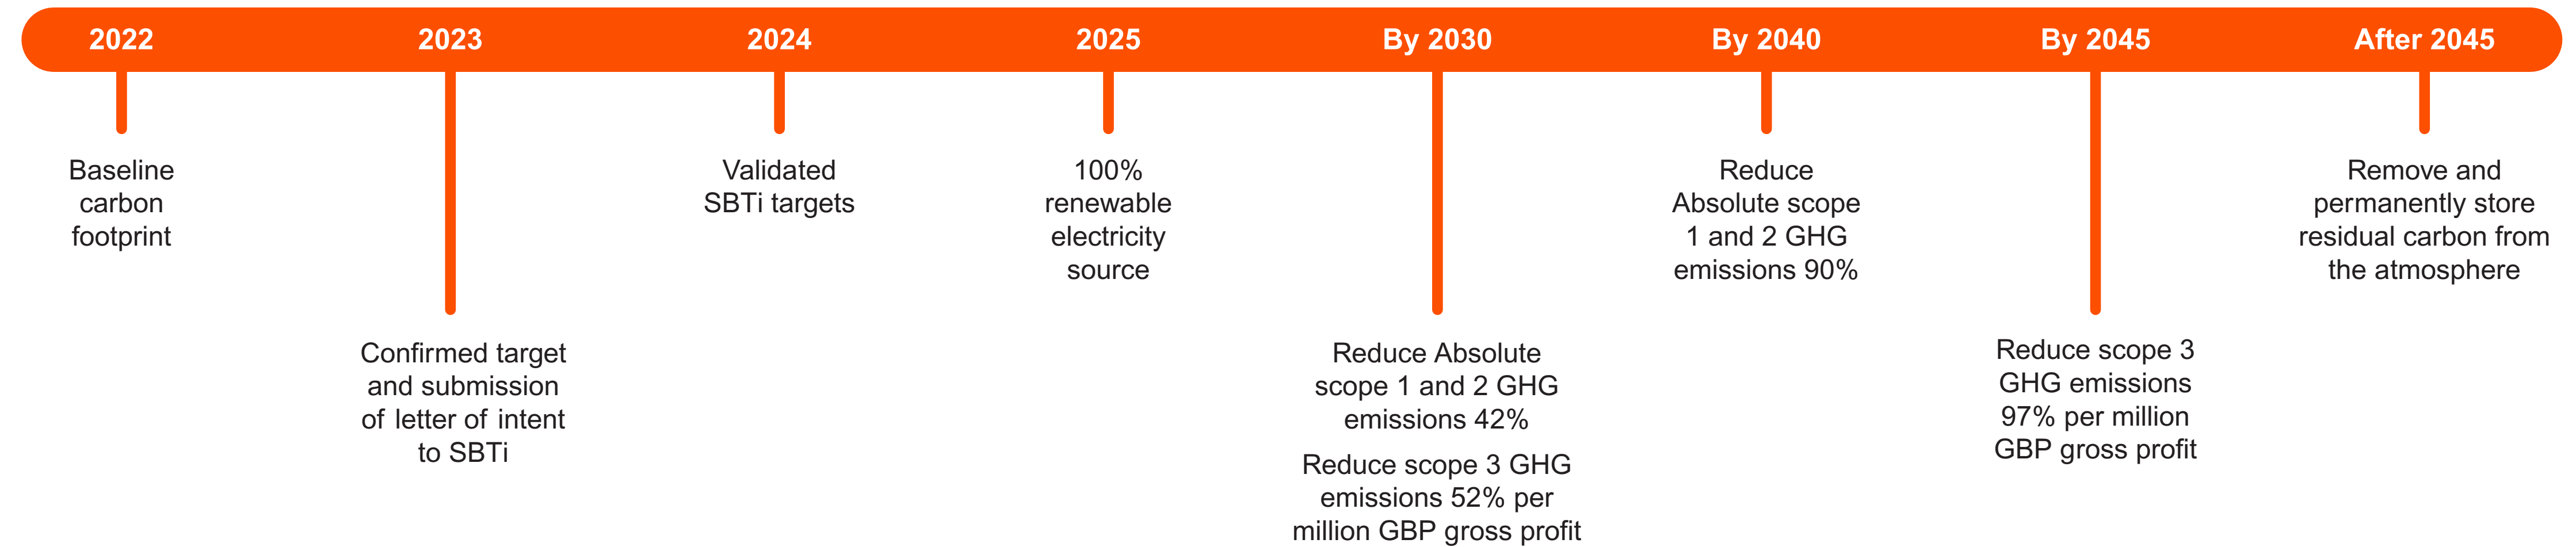 2022
2023
2024
2025
By 2030
By 2040
By 2045
After 2045
Baseline
carbon
footprint
Confirmed target
and submission
of letter of intent
to SBTi
Validated
SBTi targets
100%
renewable
electricity
source
Reduce Absolute
scope 1 and 2 GHG
emissions 42%
Reduce scope 3 GHG
emissions 52% per
million GBP gross profit
Reduce
Absolute scope
1 and 2 GHG
emissions 90%
Reduce scope 3
GHG emissions
97% per million
GBP gross profit
Remove and
permanently store
residual carbon from
the atmosphere